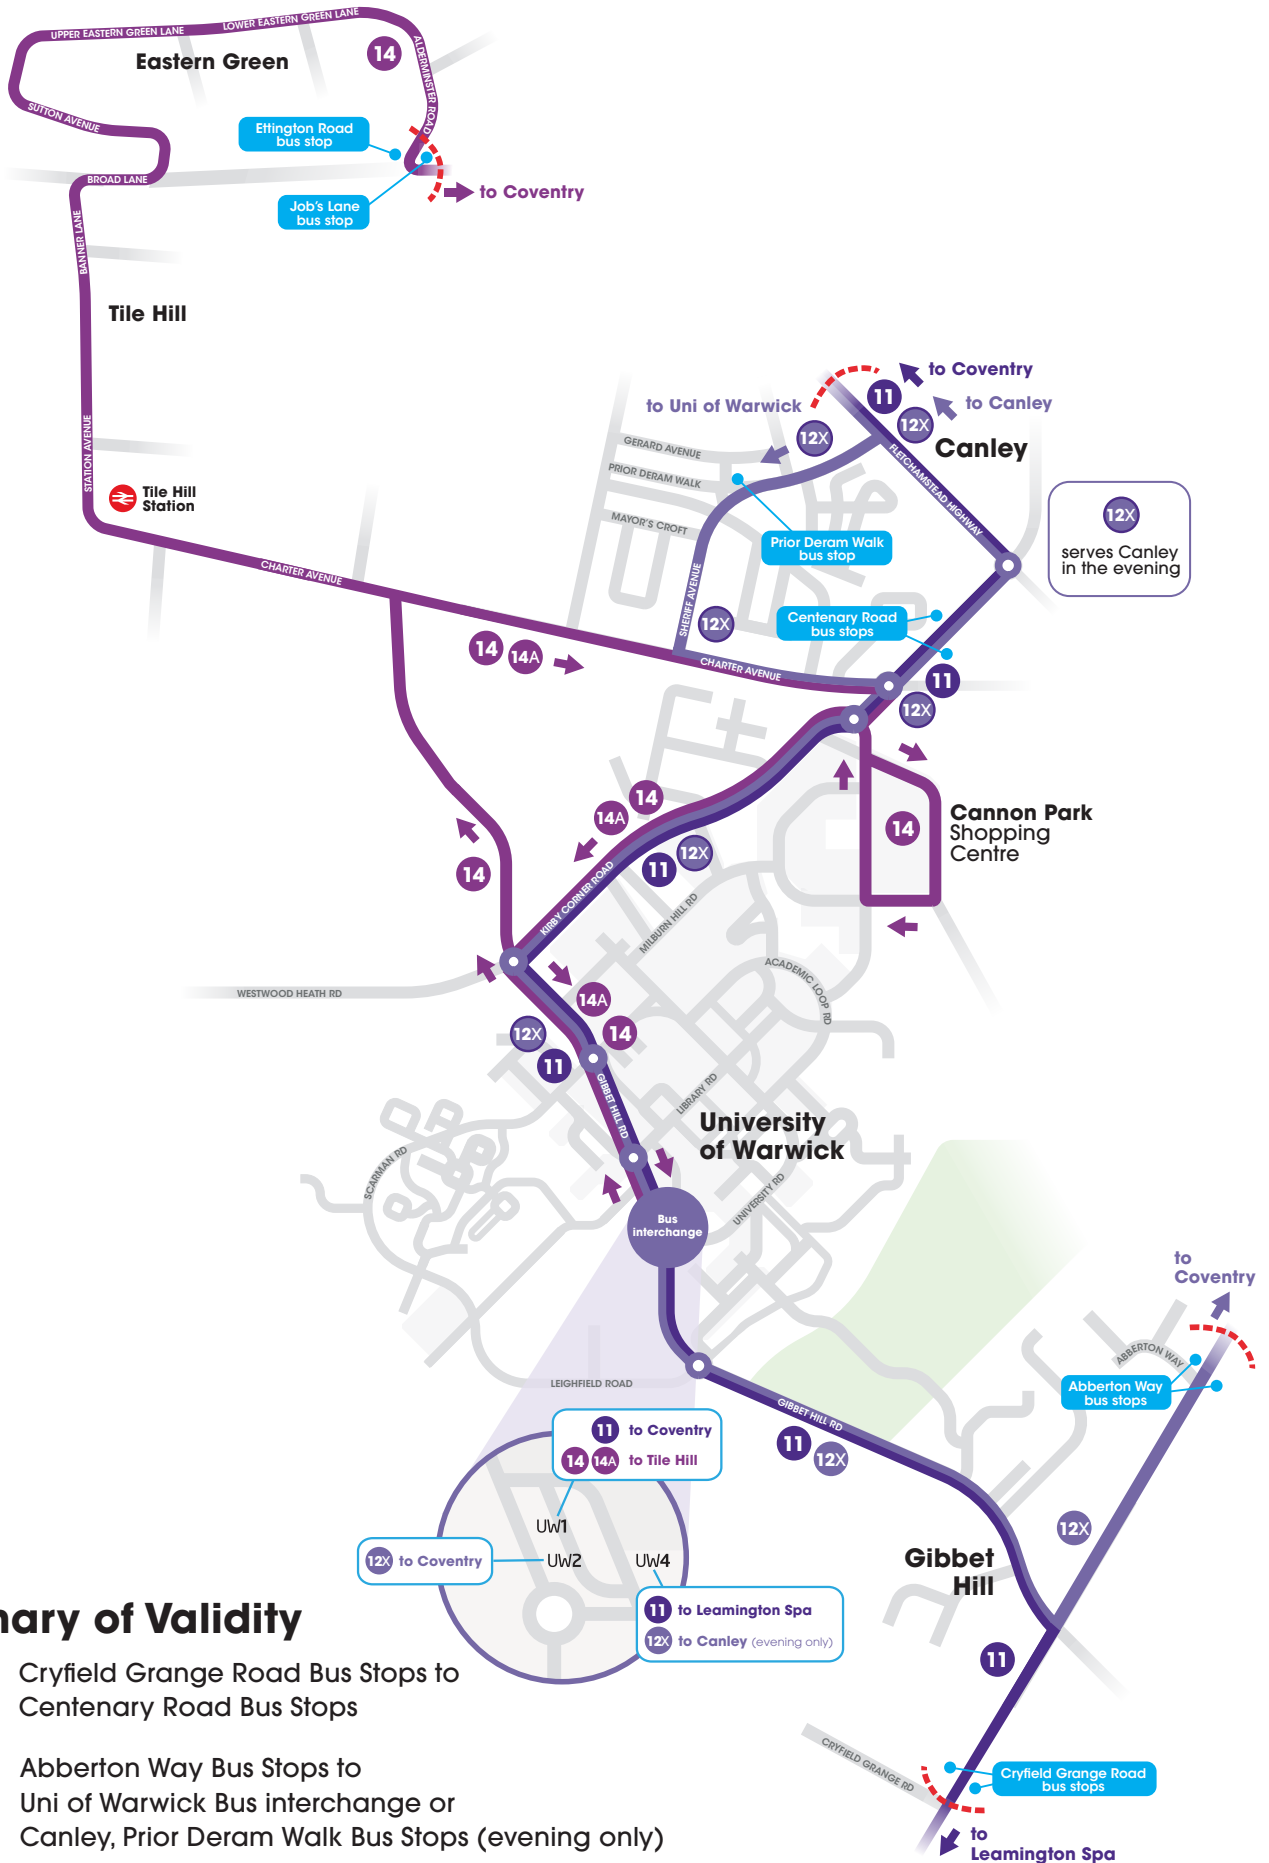 UPPER EASTERN GREEN LANE
LOWER EASTERN GREEN LANE
Eastern Green
14
ALDERMINSTER ROAD
SUTTON AVENUE
Ettington Road
bus stop
BROAD LANE
Job's Lane
bus stop
to Coventry
BANNER LANE
Tile Hill
STATION AVENUE
Tile Hill
Station
CHARTER AVENUE
to Coventry
11
to Canley
12X
to Uni of Warwick
12X
Canley
GERARD AVENUE
PRIOR DERAM WALK
MAYOR'S CROFT
FLETCHAMSTEAD HIGHWAY
Prior Deram Walk
bus stop
12X
serves Canley
in the evening
SHERIFF AVENUE
12X
Centenary Road
bus stops
14
14A
CHARTER AVENUE
11
12X
14
14A
Cannon Park
Shopping
Centre
14
11
12X
14
KIRBY CORNER ROAD
MILBURN HILL RD
ACADEMIC LOOP RD
WESTWOOD HEATH RD
14A
14
12X
11
GIBBET HILL RD
LIBRARY RD
University
of Warwick
SCARMAN RD
UNIVERSITY RD
Bus
interchange
to
Coventry
ABBERTON WAY
Abberton Way
bus stops
LEIGHFIELD ROAD
GIBBET HILL RD
11
12X
11 to Coventry
14 14A to Tile Hill
UW1
12X to Coventry
UW2
UW4
11 to Leamington Spa
12X to Canley (evening only)
12X
Gibbet
Hill
11
CRYFIELD GRANGE RD
Cryfield Grange Road
bus stops
to
Leamington Spa
nary of Validity
Cryfield Grange Road Bus Stops to
Centenary Road Bus Stops
Abberton Way Bus Stops to
Uni of Warwick Bus interchange or
Canley, Prior Deram Walk Bus Stops (evening only)